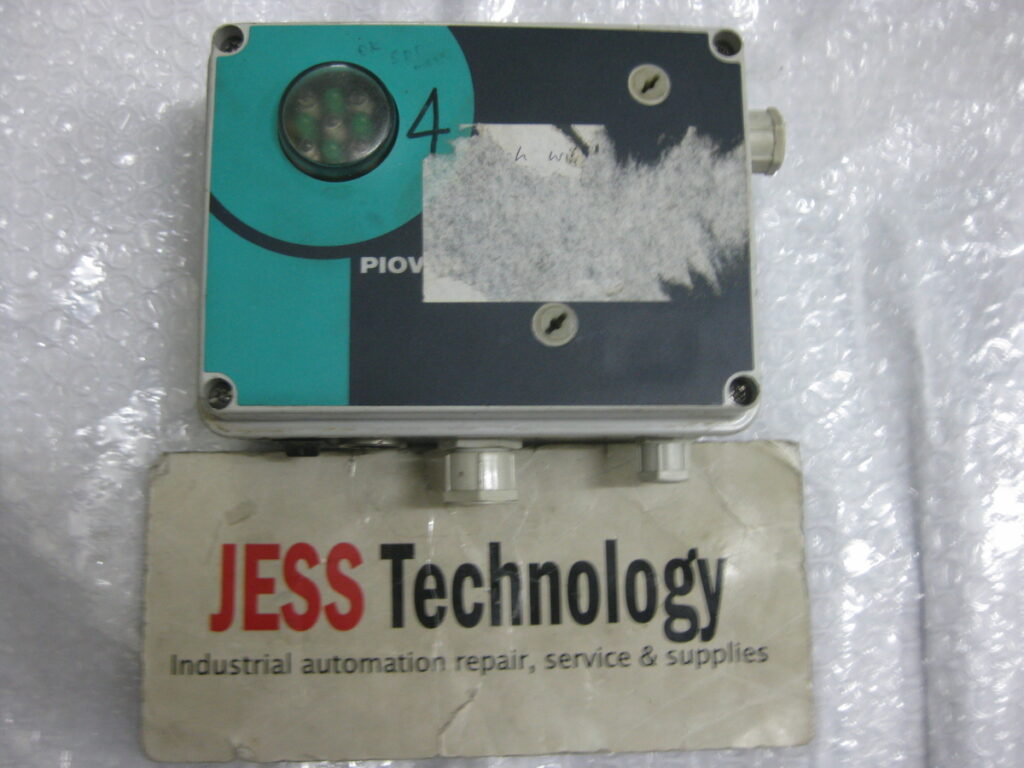 4
PIOV
JESS Technology
Industrial automation repair, service & supplies